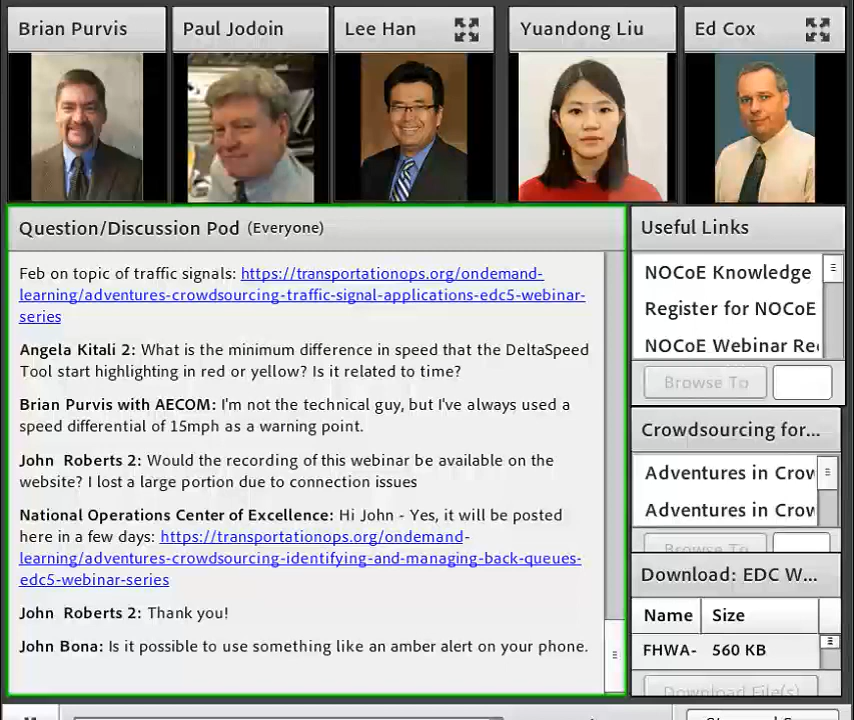 Brian Purvis
Paul Jodoin
Lee Han
Yuandong Liu
Ed Cox
Question/Discussion Pod (Everyone)
Feb on topic of traffic signals: https://transportationops.org/ondemand-
learning/adventures-crowdsourcing-traffic-signal-applications-edc5-webinar-
series
Angela Kitali 2: What is the minimum difference in speed that the DeltaSpeed
Tool start highlighting in red or yellow? Is it related to time?
Brian Purvis with AECOM: I'm not the technical guy, but I've always used a
speed differential of 15mph as a warning point.
John Roberts 2: Would the recording of this webinar be available on the
website? I lost a large portion due to connection issues
National Operations Center of Excellence: Hi John - Yes, it will be posted
here in a few days: https://transportationops.org/ondemand-
learning/adventures-crowdsourcing-identifying-and-managing-back-queues-
edc5-webinar-series
John Roberts 2: Thank you!
John Bona: Is it possible to use something like an amber alert on your phone.
Useful Links
NOCoE Knowledge
Register for NOCoE
NOCoE Webinar Re
Browse To
Crowdsourcing for...
Adventures in Crow
Adventures in Crow
Browse To
Download: EDC W...
Name Size
FHWA- 560 KB
Download File(s)